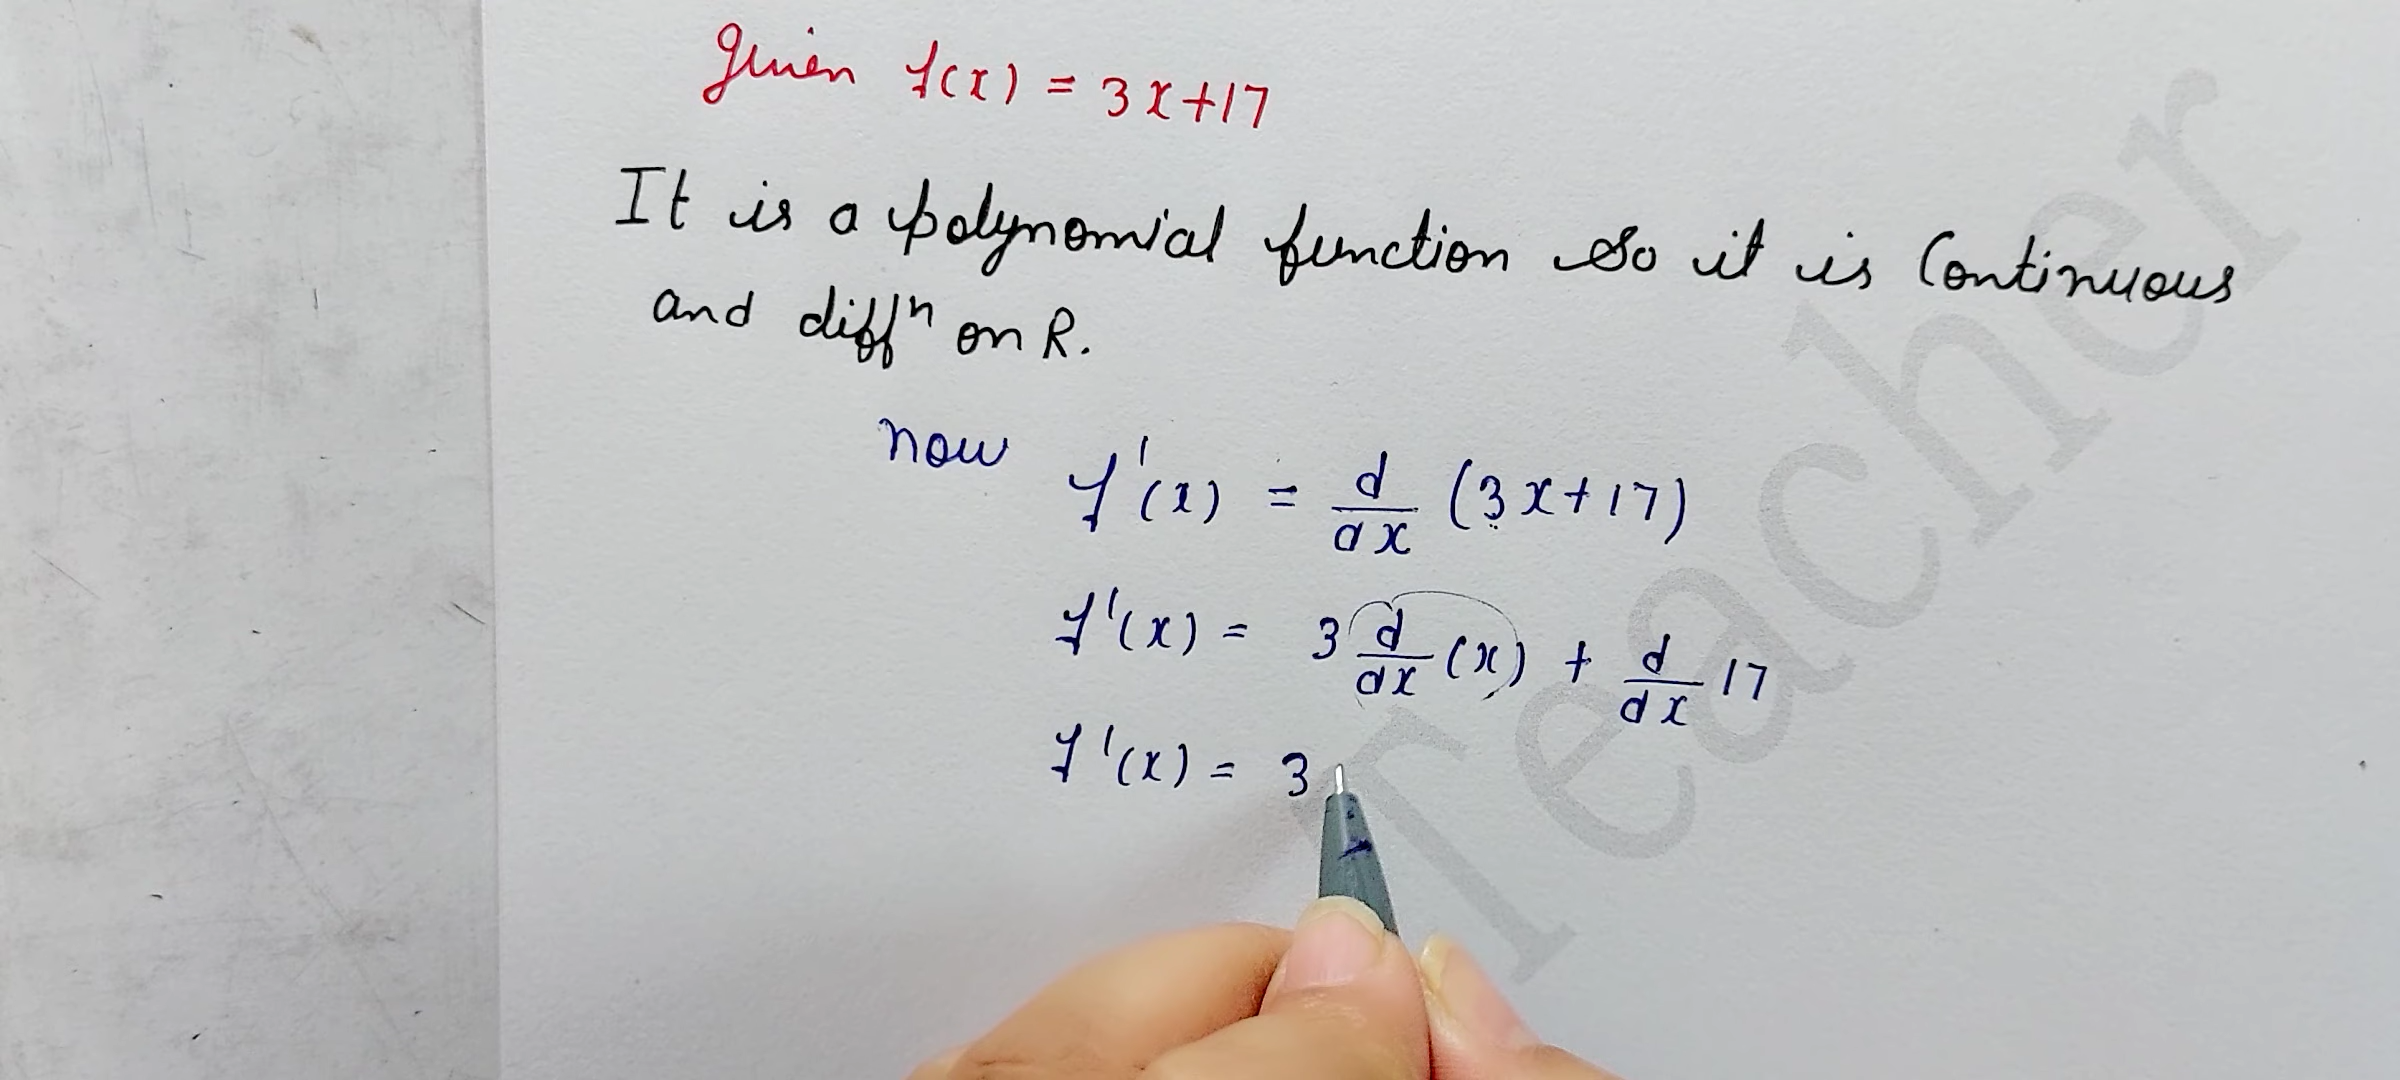 Given f(x) = 3x+17
It is a polynomial function so it is Continuous
and diffⁿ on R.
now f'(x) = d/dx (3x+17)
f'(x) = 3 d/dx (x) + d/dx 17
f'(x) = 3
Teacher